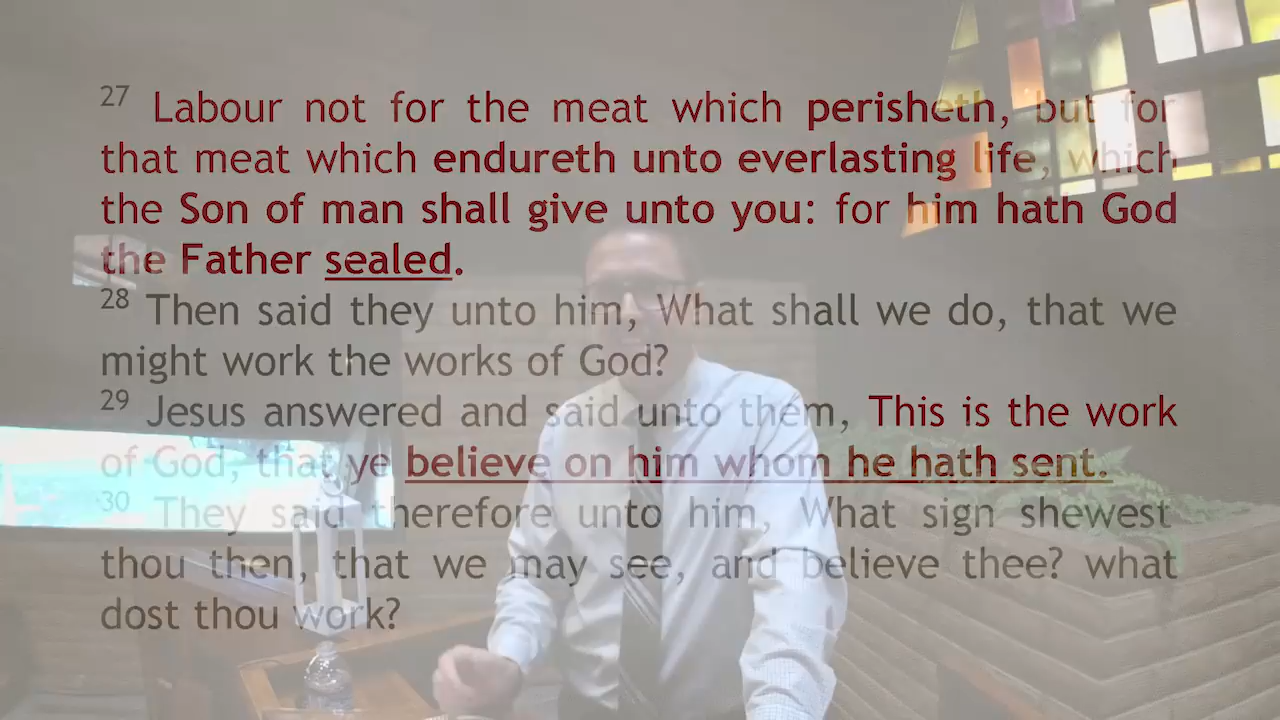 27 Labour not for the meat which perisheth, but for
that meat which endureth unto everlasting life, which
the Son of man shall give unto you: for him hath God
the Father sealed.
28 Then said they unto him, What shall we do, that we
might work the works of God?
29 Jesus answered and said unto them, This is the work
of God, that ye believe on him whom he hath sent.
30 They said therefore unto him, What sign shewest
thou then, that we may see, and believe thee? what
dost thou work?